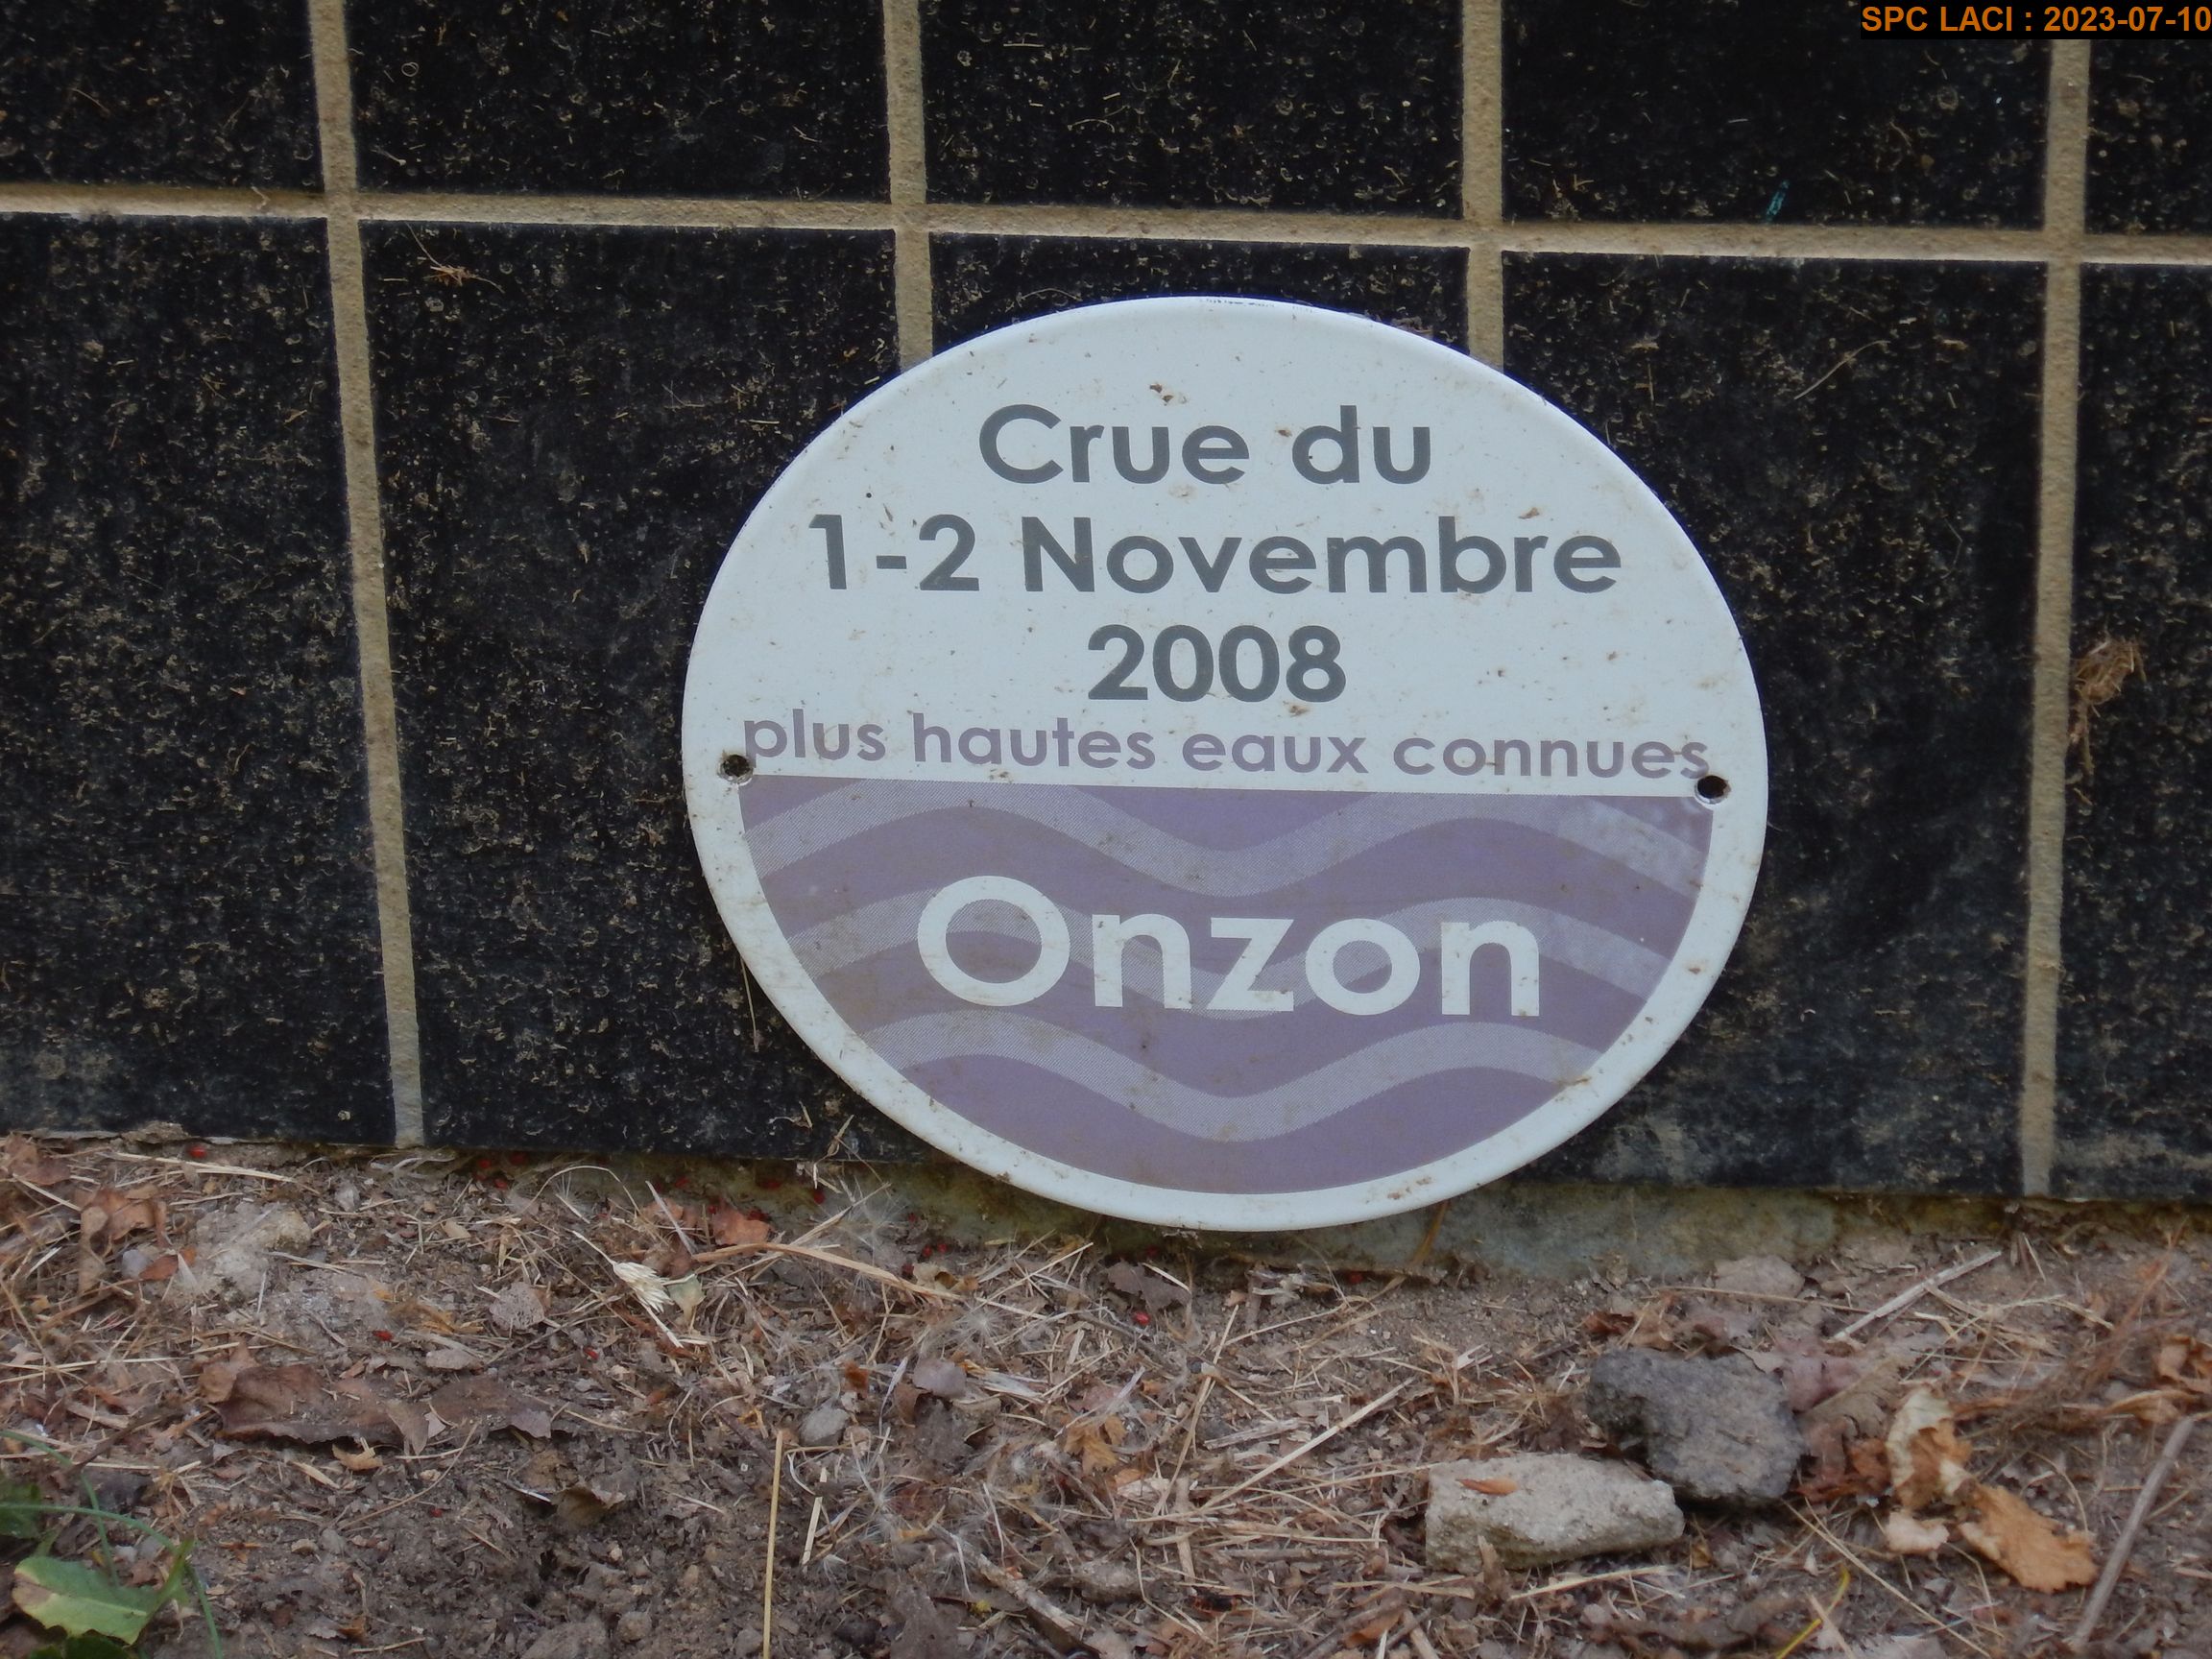 SPC LACI : 2023-07-10
Crue du
1-2 Novembre
2008
plus hautes eaux connues
Onzon